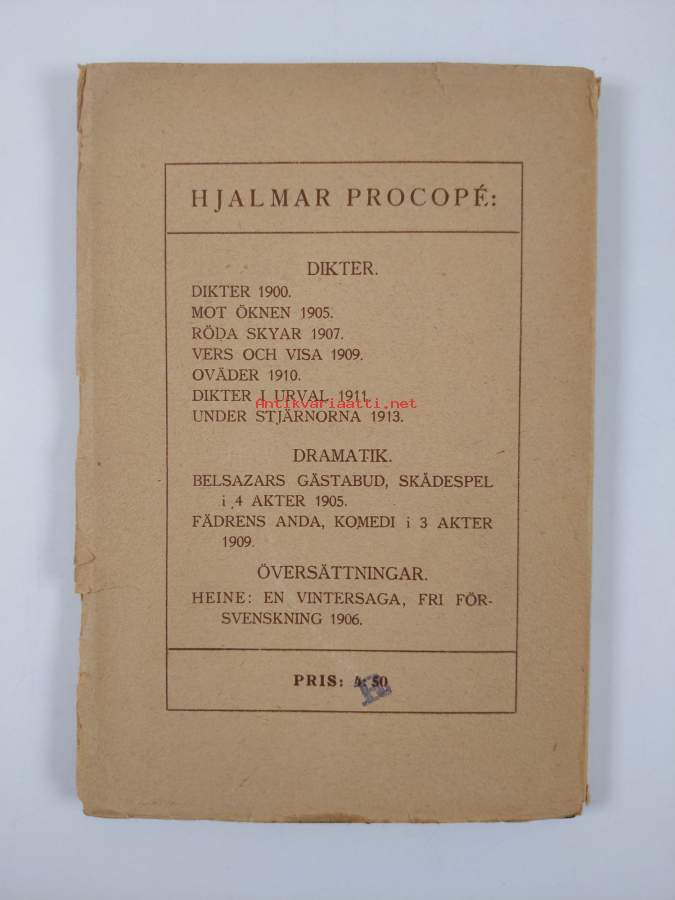 HJALMAR PROCOPÉ:
DIKTER.
DIKTER 1900.
MOT ÖKNEN 1905.
RÖDA SKYAR 1907.
VERS OCH VISA 1909.
OVÄDER 1910.
DIKTER I URVAL 1911.
Antikvariaatti.net
UNDER STJÄRNORNA 1913.
DRAMATIK.
BELSAZARS GÄSTABUD, SKÅDESPEL
i 4 AKTER 1905.
FÄDRENS ANDA, KOMEDI i 3 AKTER
1909.
ÖVERSÄTTNINGAR.
HEINE: EN VINTERSAGA, FRI FÖR-
SVENSKNING 1906.
PRIS: 4: 50